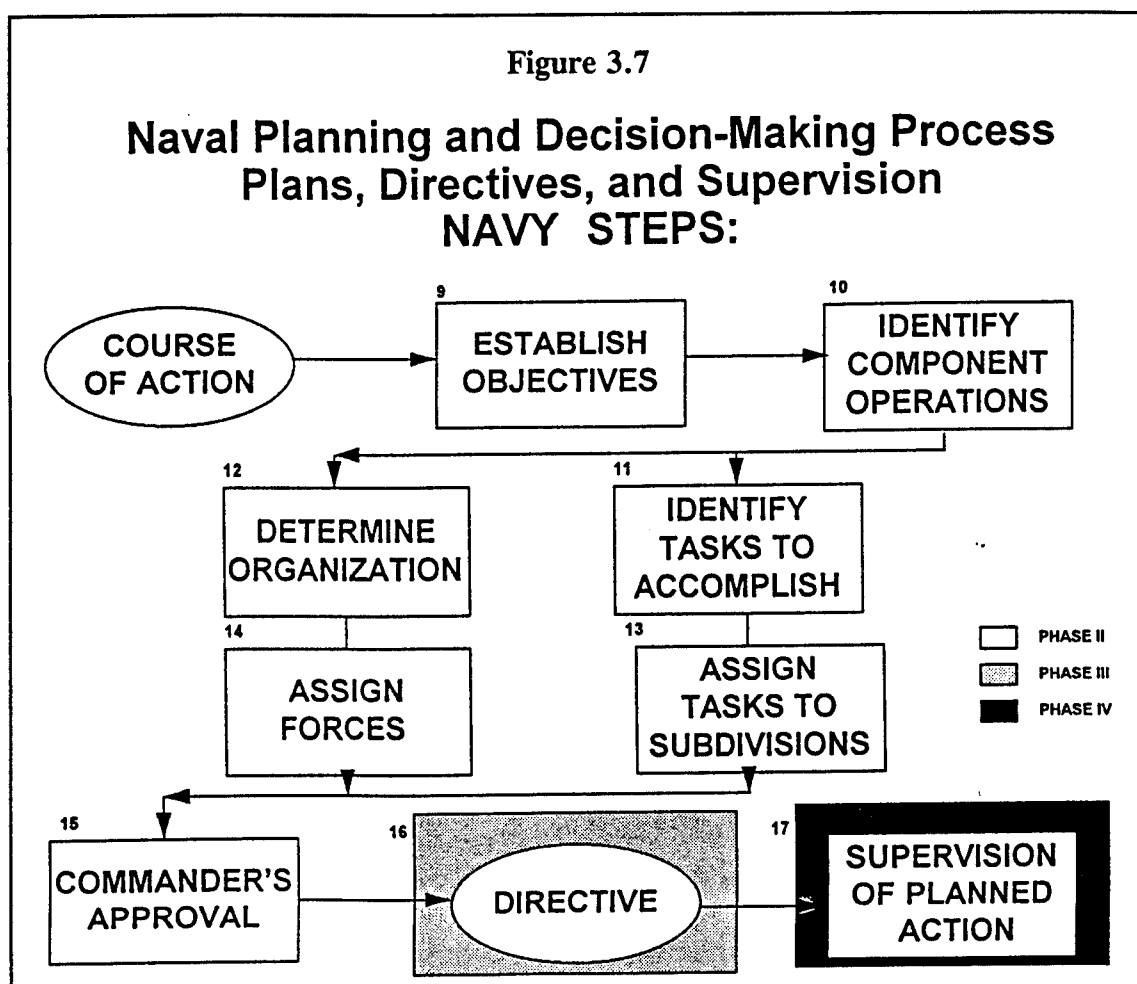 Figure 3.7
Naval Planning and Decision-Making Process
Plans, Directives, and Supervision
NAVY STEPS:
COURSE
OF ACTION
9
ESTABLISH
OBJECTIVES
10
IDENTIFY
COMPONENT
OPERATIONS
12
DETERMINE
ORGANIZATION
11
IDENTIFY
TASKS TO
ACCOMPLISH
14
ASSIGN
FORCES
13
ASSIGN
TASKS TO
SUBDIVISIONS
PHASE II
PHASE III
PHASE IV
15
COMMANDER'S
APPROVAL
16
DIRECTIVE
17
SUPERVISION
OF PLANNED
ACTION